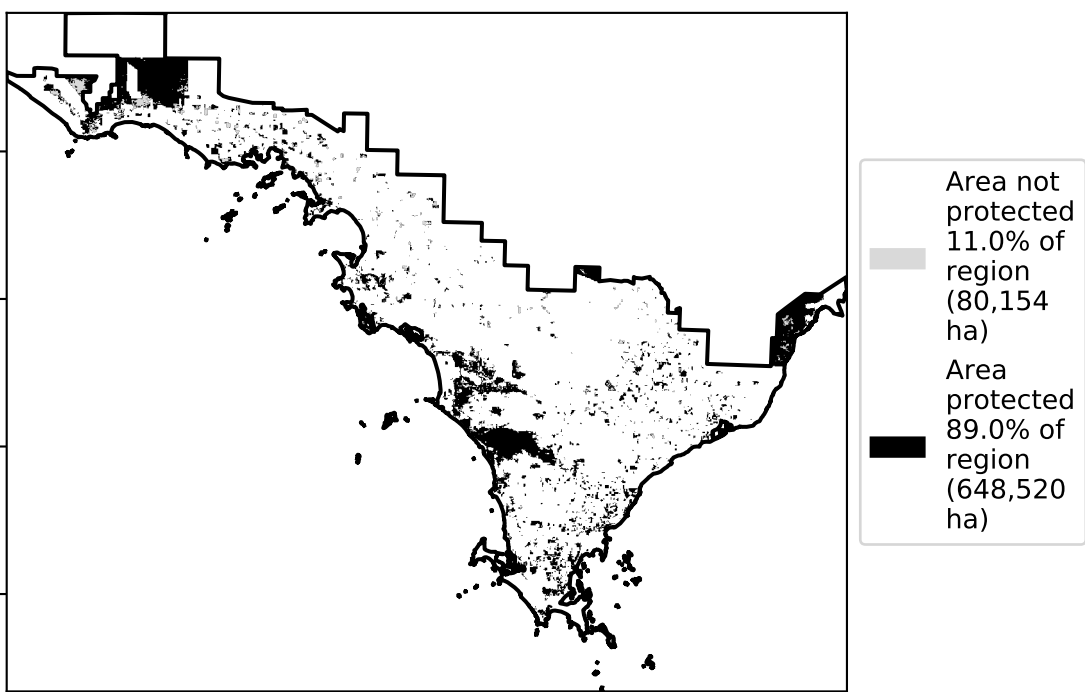 Area not
protected
11.0% of
region
(80,154
ha)
Area
protected
89.0% of
region
(648,520
ha)